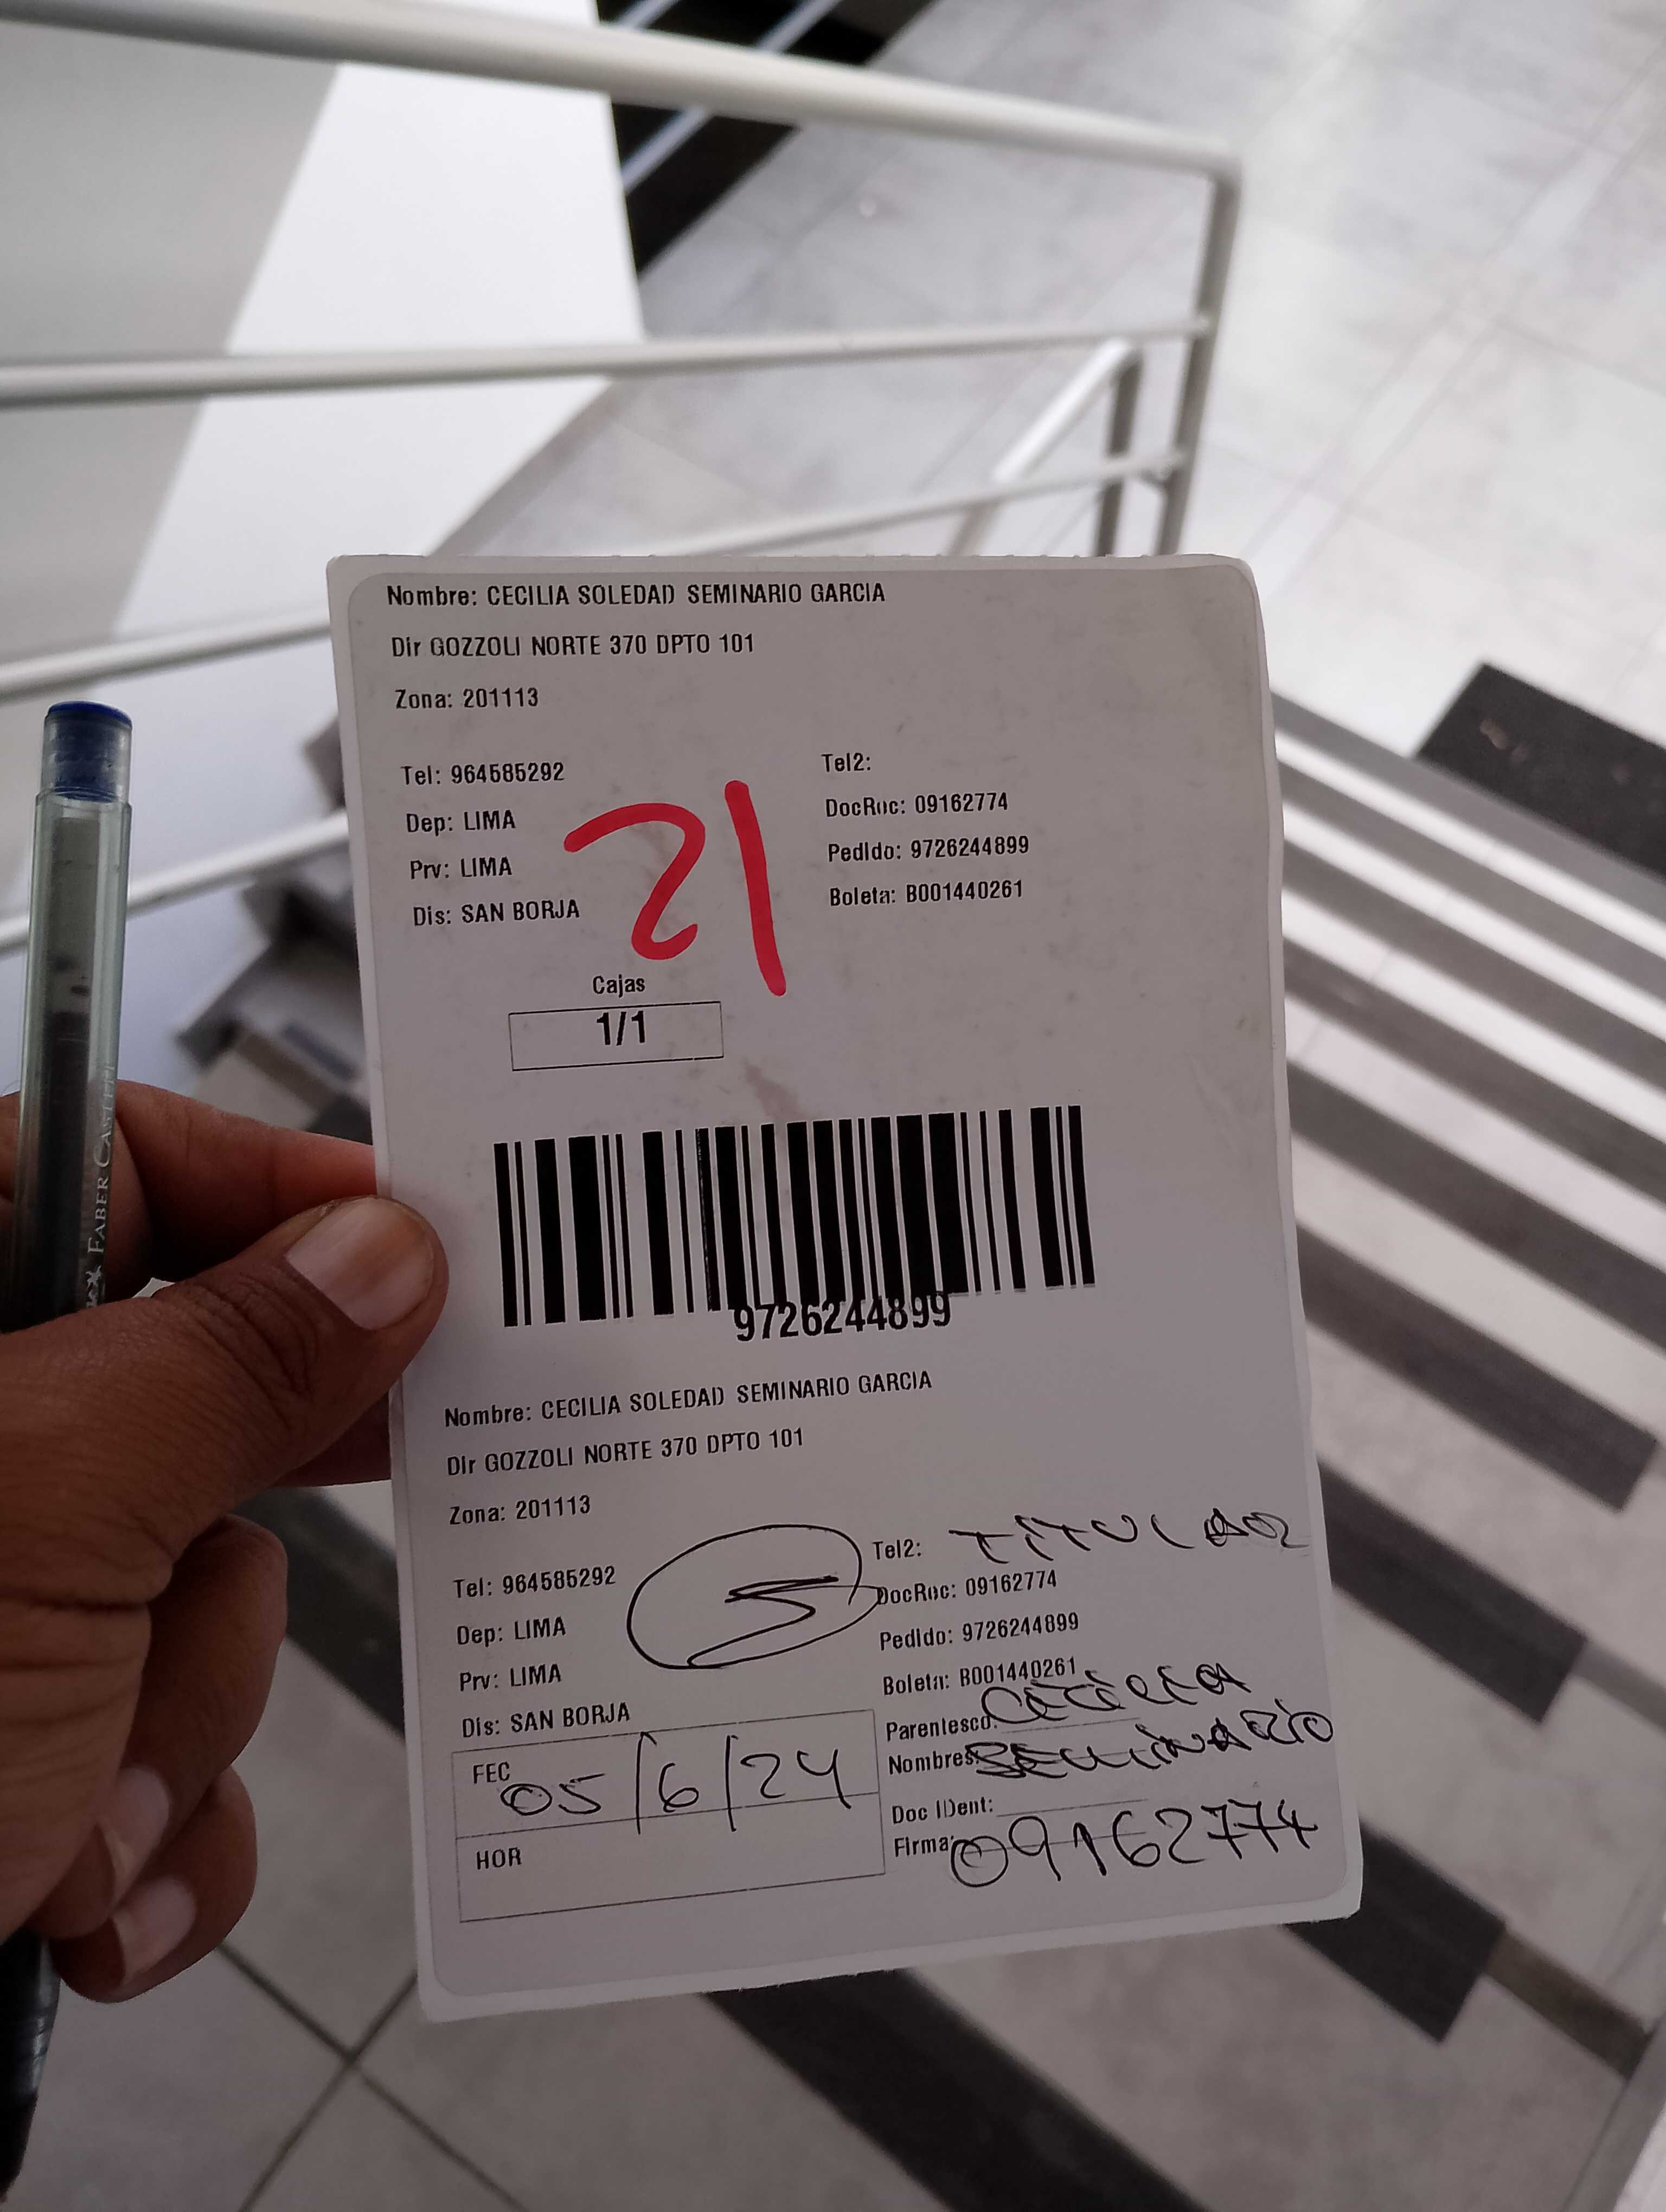 Nombre: CECILIA SOLEDAD SEMINARIO GARCIA
Dir GOZZOLI NORTE 370 DPTO 101
Zona: 201113
Tel: 964585292
Tel2:
Dep: LIMA
DocRuc: 09162774
Prv: LIMA
Pedido: 9726244899
Dis: SAN BORJA
Boleta: B001440261
21
Cajas
1/1
9726244899
FABER CASTELL
Nombre: CECILIA SOLEDAD SEMINARIO GARCIA
Dir GOZZOLI NORTE 370 DPTO 101
Zona: 201113
Tel: 964585292
Tel2: TITULAR
Dep: LIMA
DocRuc: 09162774
Prv: LIMA
Pedido: 9726244899
Dis: SAN BORJA
Boleta: B001440261
Parentesco: CECILIA
Nombres: SEMINARIO
Doc IDent:
Firma: 09162774
FEC 05/6/24
HOR